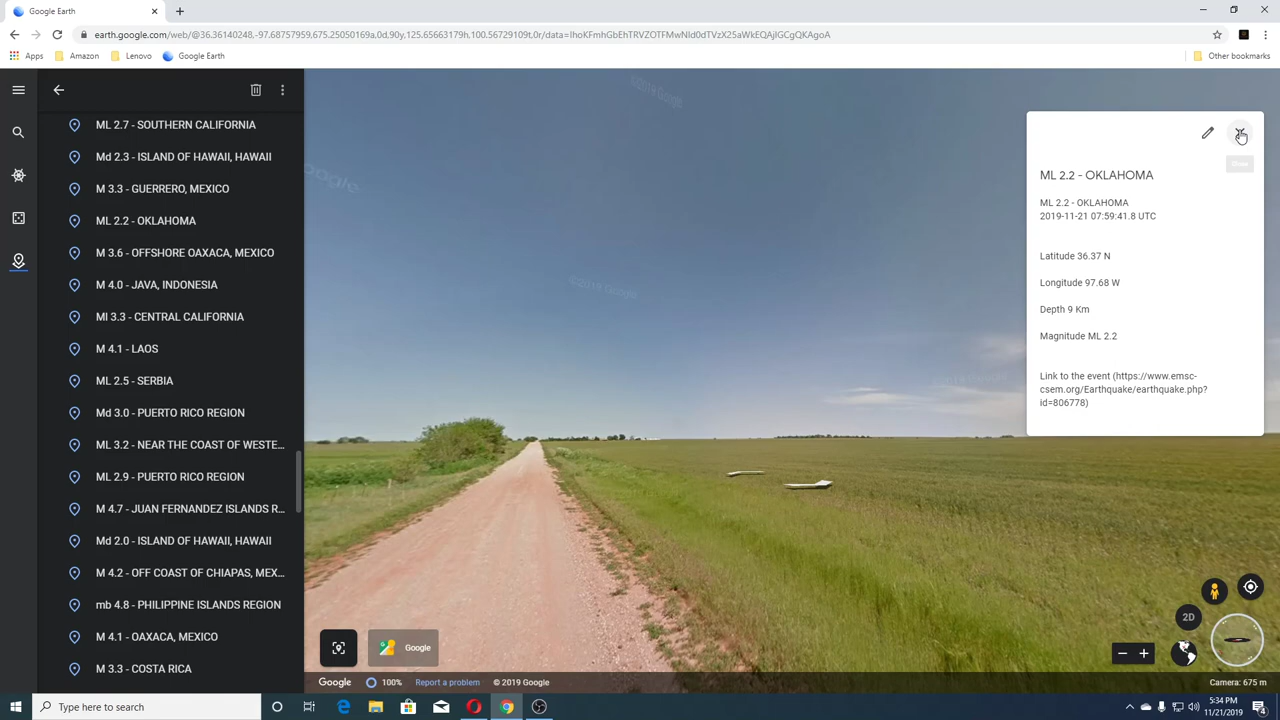 Google Earth
earth.google.com/web/@36.36140248,-97.68757959,675.25050169a,0d,90y,125.65663179h,100.56729109t,0r/data=IhoKFmhGbEhTRVZOTFMwNld0dTVzX25aWkEQAjIGCgQKAgoA
Apps
Amazon
Lenovo
Google Earth
Other bookmarks
ML 2.7 - SOUTHERN CALIFORNIA
Md 2.3 - ISLAND OF HAWAII, HAWAII
M 3.3 - GUERRERO, MEXICO
ML 2.2 - OKLAHOMA
M 3.6 - OFFSHORE OAXACA, MEXICO
M 4.0 - JAVA, INDONESIA
Ml 3.3 - CENTRAL CALIFORNIA
M 4.1 - LAOS
ML 2.5 - SERBIA
Md 3.0 - PUERTO RICO REGION
ML 3.2 - NEAR THE COAST OF WESTE...
ML 2.9 - PUERTO RICO REGION
M 4.7 - JUAN FERNANDEZ ISLANDS R...
Md 2.0 - ISLAND OF HAWAII, HAWAII
M 4.2 - OFF COAST OF CHIAPAS, MEX...
mb 4.8 - PHILIPPINE ISLANDS REGION
M 4.1 - OAXACA, MEXICO
M 3.3 - COSTA RICA
©2019 Google
Google
©2019 Google
ML 2.2 - OKLAHOMA
ML 2.2 - OKLAHOMA
2019-11-21 07:59:41.8 UTC
Latitude 36.37 N
Longitude 97.68 W
Depth 9 Km
Magnitude ML 2.2
Link to the event (https://www.emsc-
csem.org/Earthquake/earthquake.php?
id=806778)
2D
Google
Google
100%
Report a problem
© 2019 Google
Camera: 675 m
Type here to search
5:34 PM
11/21/2019
4